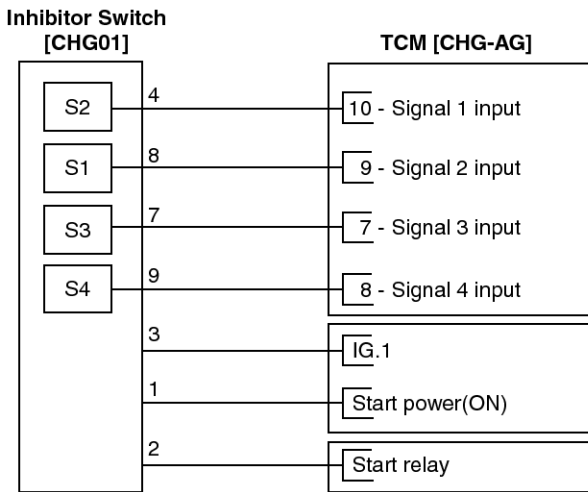 Inhibitor Switch
[CHG01]
TCM [CHG-AG]
S2 4 10 - Signal 1 input
S1 8 9 - Signal 2 input
S3 7 7 - Signal 3 input
S4 9 8 - Signal 4 input
3 IG.1
1 Start power(ON)
2 Start relay